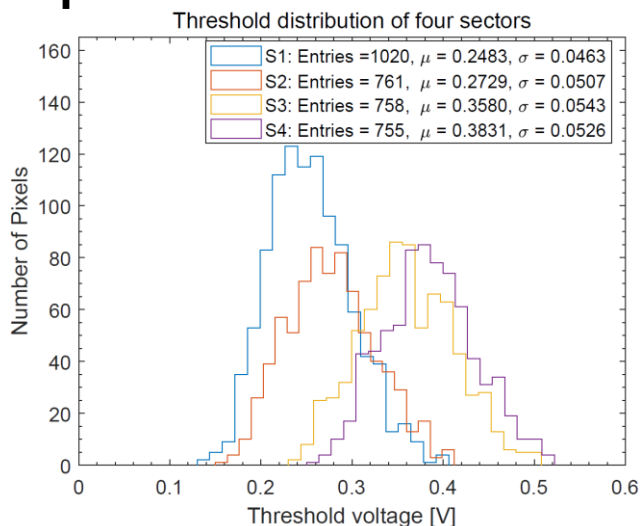 Threshold distribution of four sectors
160
140
120
100
80
60
40
20
0
Number of Pixels
S1: Entries =1020, μ = 0.2483, σ = 0.0463
S2: Entries = 761, μ = 0.2729, σ = 0.0507
S3: Entries = 758, μ = 0.3580, σ = 0.0543
S4: Entries = 755, μ = 0.3831, σ = 0.0526
0 0.1 0.2 0.3 0.4 0.5 0.6
Threshold voltage [V]